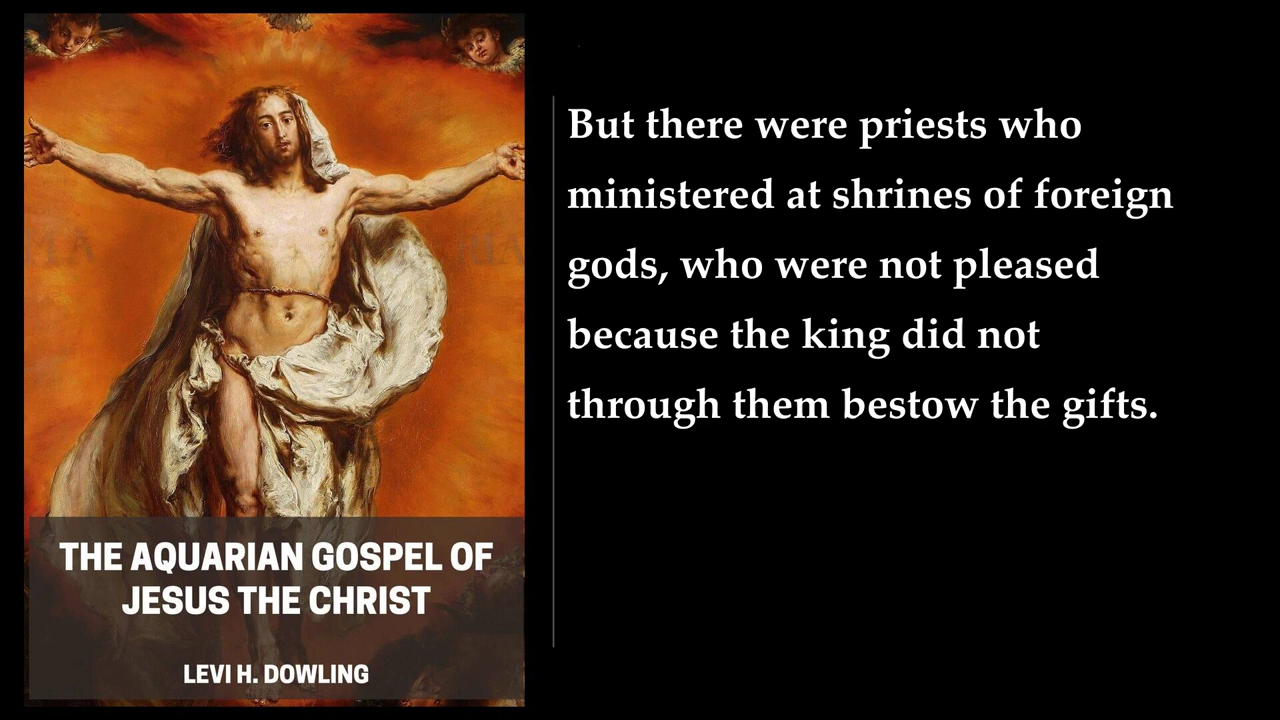 But there were priests who
ministered at shrines of foreign
gods, who were not pleased
because the king did not
through them bestow the gifts.
THE AQUARIAN GOSPEL OF
JESUS THE CHRIST
LEVI H. DOWLING